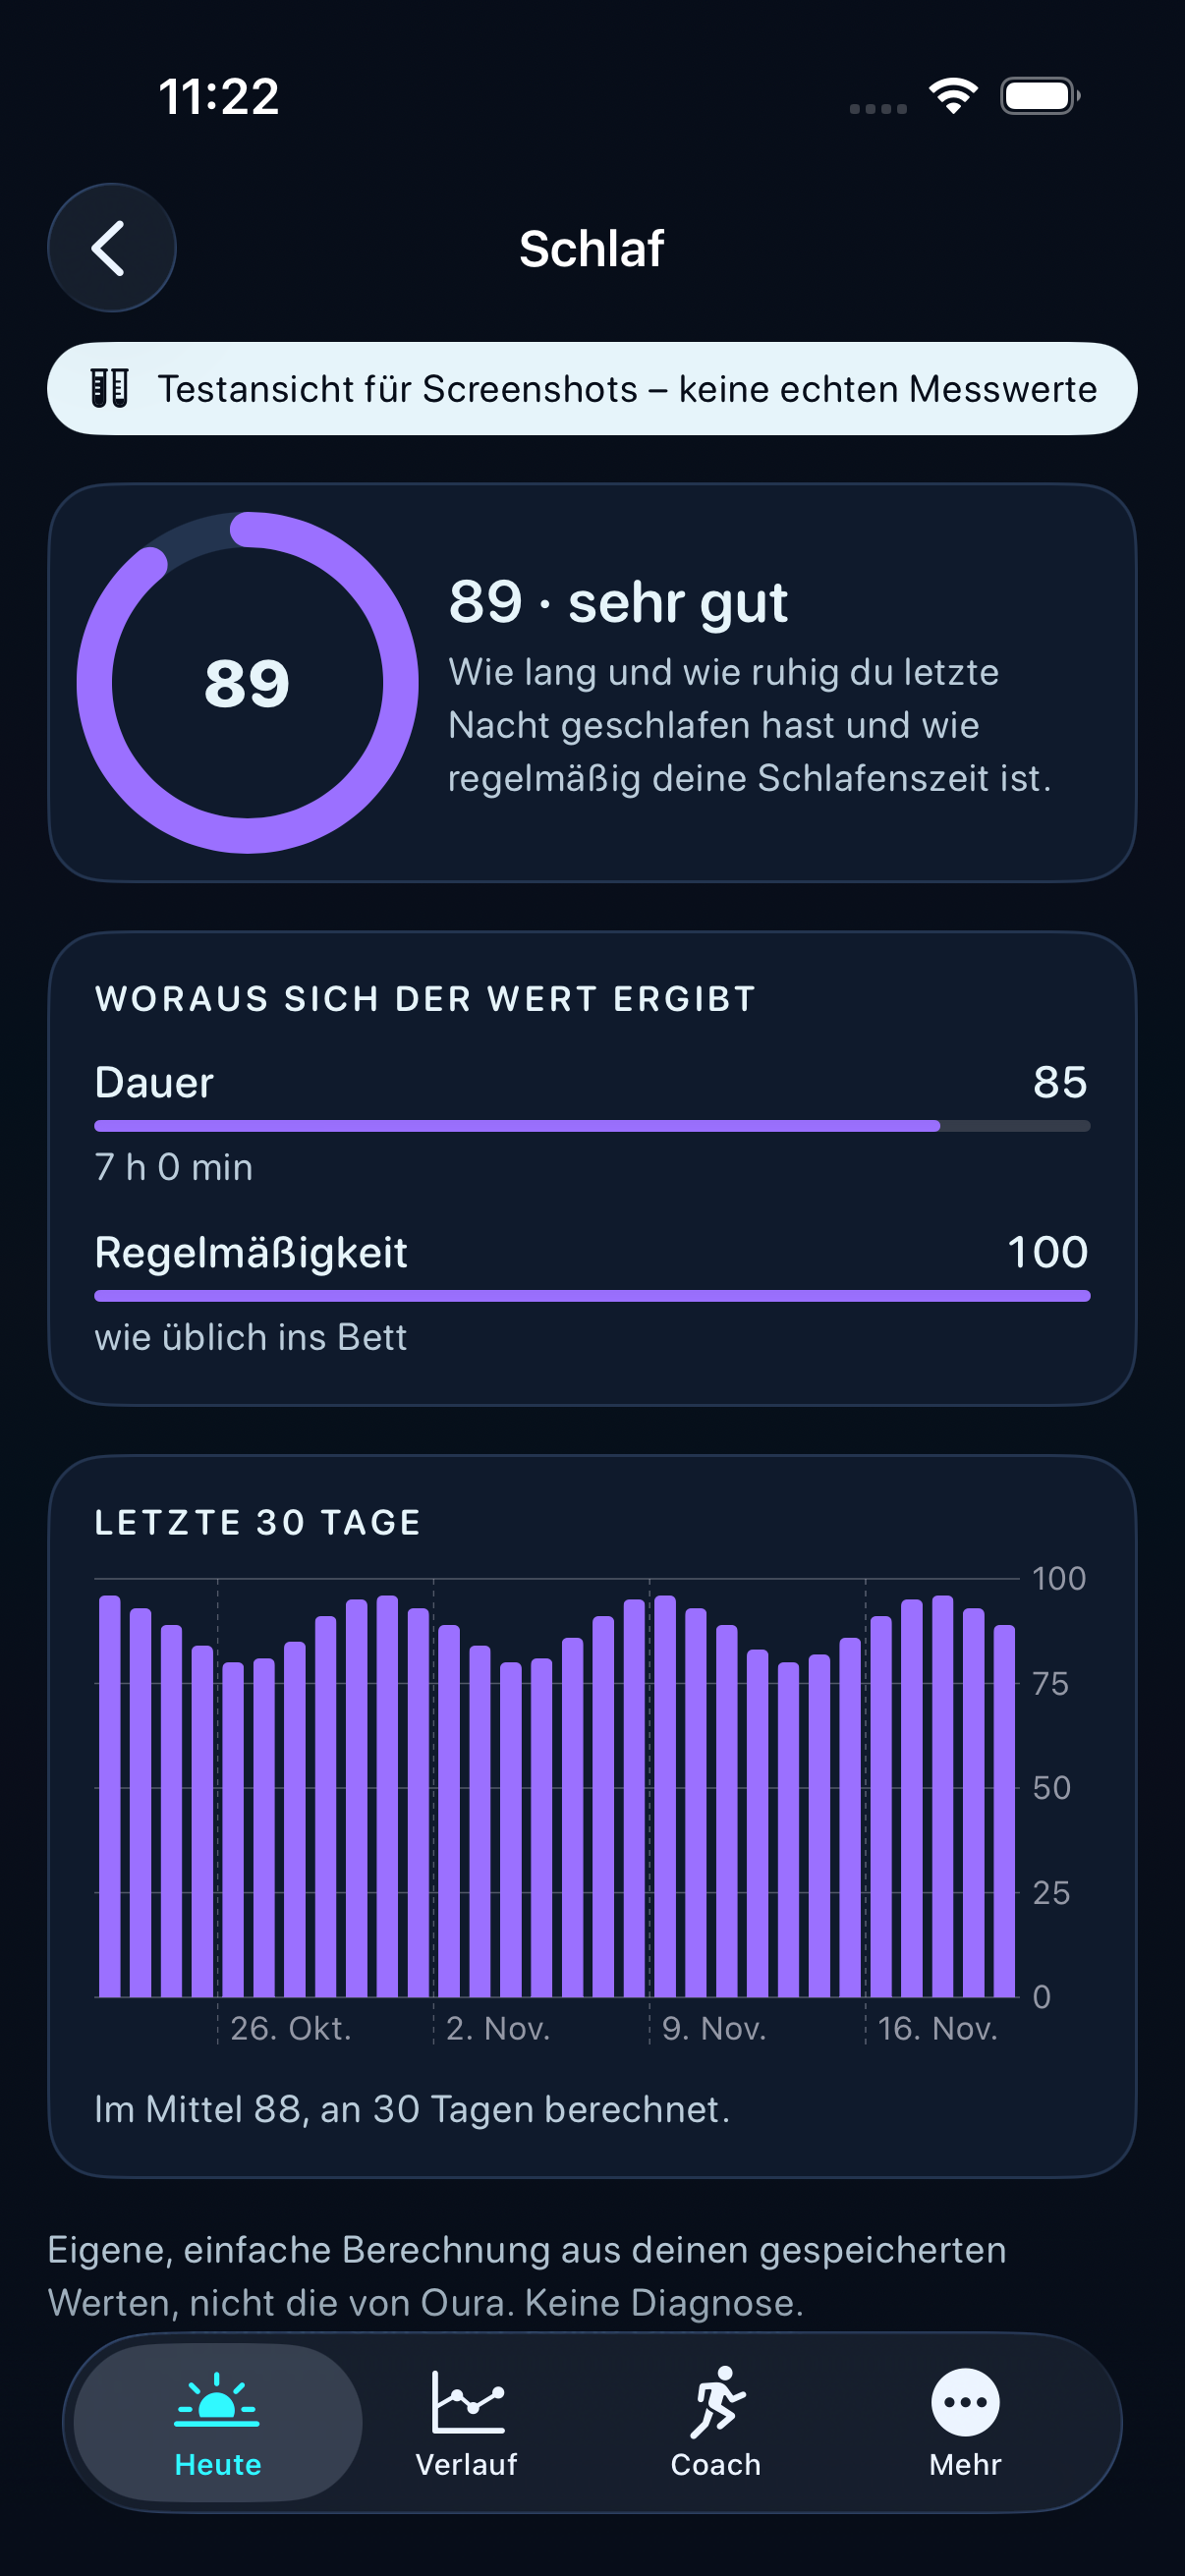 11:22
Schlaf
Testansicht für Screenshots – keine echten Messwerte
89
89 · sehr gut
Wie lang und wie ruhig du letzte
Nacht geschlafen hast und wie
regelmäßig deine Schlafenszeit ist.
WORAUS SICH DER WERT ERGIBT
Dauer 85
7 h 0 min
Regelmäßigkeit 100
wie üblich ins Bett
LETZTE 30 TAGE
100
75
50
25
0
26. Okt. 2. Nov. 9. Nov. 16. Nov.
Im Mittel 88, an 30 Tagen berechnet.
Eigene, einfache Berechnung aus deinen gespeicherten
Werten, nicht die von Oura. Keine Diagnose.
Heute Verlauf Coach Mehr